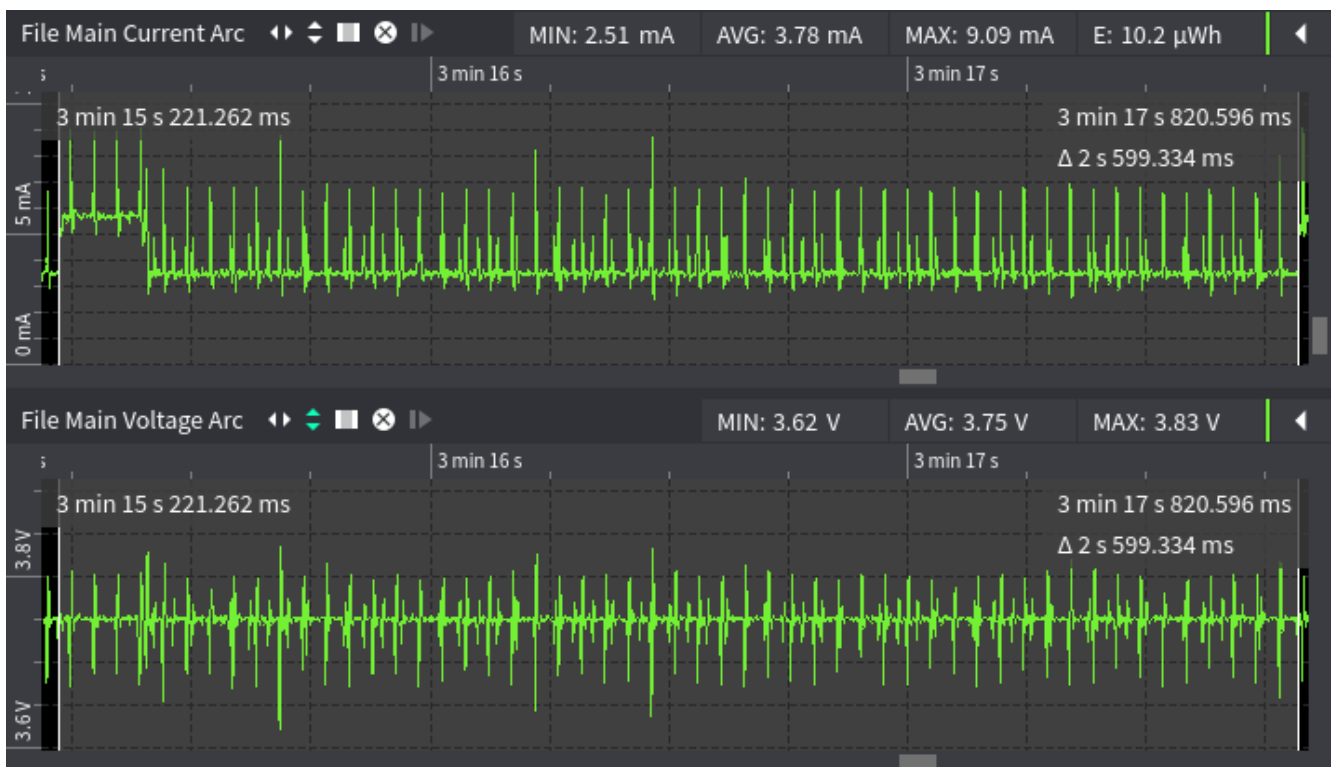 File Main Current Arc MIN: 2.51 mA AVG: 3.78 mA MAX: 9.09 mA E: 10.2 µWh
s 3 min 16 s 3 min 17 s
3 min 15 s 221.262 ms 3 min 17 s 820.596 ms
Δ 2 s 599.334 ms
5 mA
0 mA
File Main Voltage Arc MIN: 3.62 V AVG: 3.75 V MAX: 3.83 V
s 3 min 16 s 3 min 17 s
3 min 15 s 221.262 ms 3 min 17 s 820.596 ms
Δ 2 s 599.334 ms
3.8V
3.6V